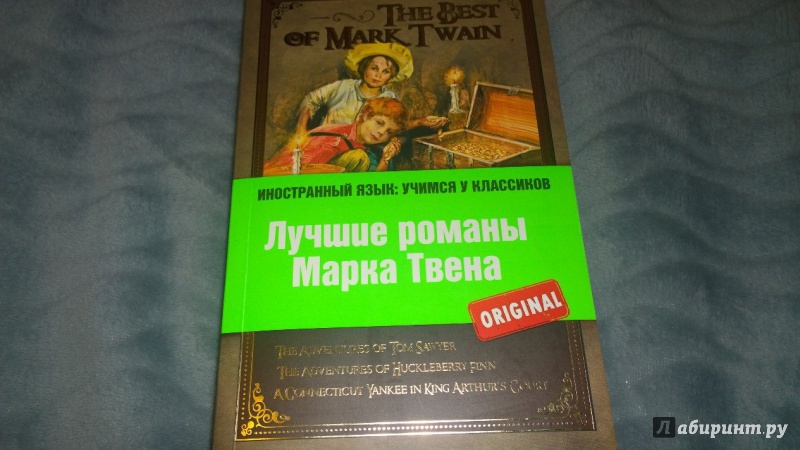 The Best
of Mark Twain
ИНОСТРАННЫЙ ЯЗЫК: УЧИМСЯ У КЛАССИКОВ
Лучшие романы
Марка Твена
ORIGINAL
The Adventures of Tom Sawyer
The Adventures of Huckleberry Finn
A Connecticut Yankee in King Arthur's Court
Лабиринт.ру